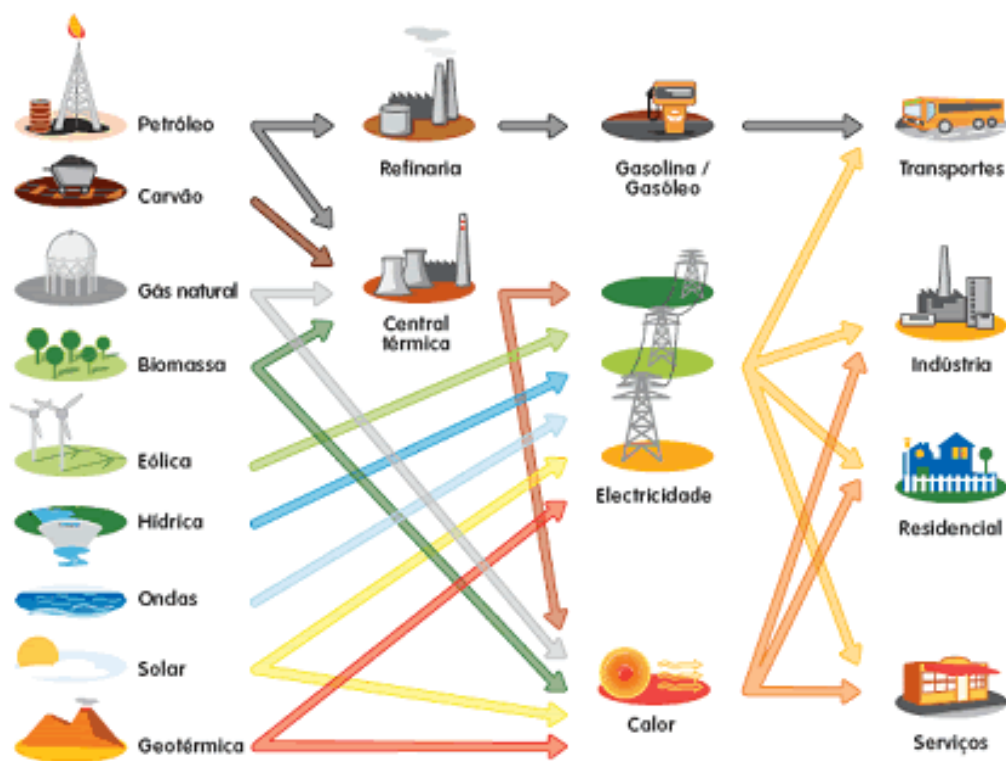 Petróleo
Refinaria
Gasolina /
Gasóleo
Transportes
Carvão
Gás natural
Central
térmica
Indústria
Biomassa
Eólica
Electricidade
Hídrica
Residencial
Ondas
Solar
Calor
Geotérmica
Serviços